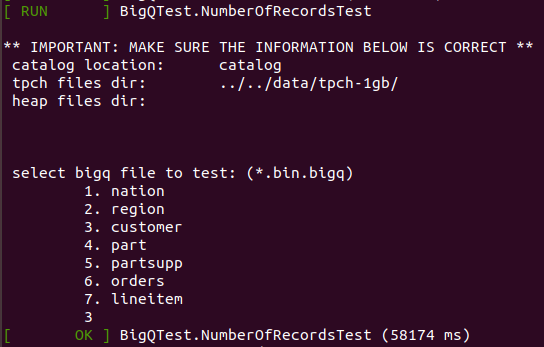 [ RUN      ] BigQTest.NumberOfRecordsTest
** IMPORTANT: MAKE SURE THE INFORMATION BELOW IS CORRECT **
catalog location: catalog
tpch files dir: ../../data/tpch-1gb/
heap files dir:
select bigq file to test: (*.bin.bigq)
1. nation
2. region
3. customer
4. part
5. partsupp
6. orders
7. lineitem
3
[       OK ] BigQTest.NumberOfRecordsTest (58174 ms)